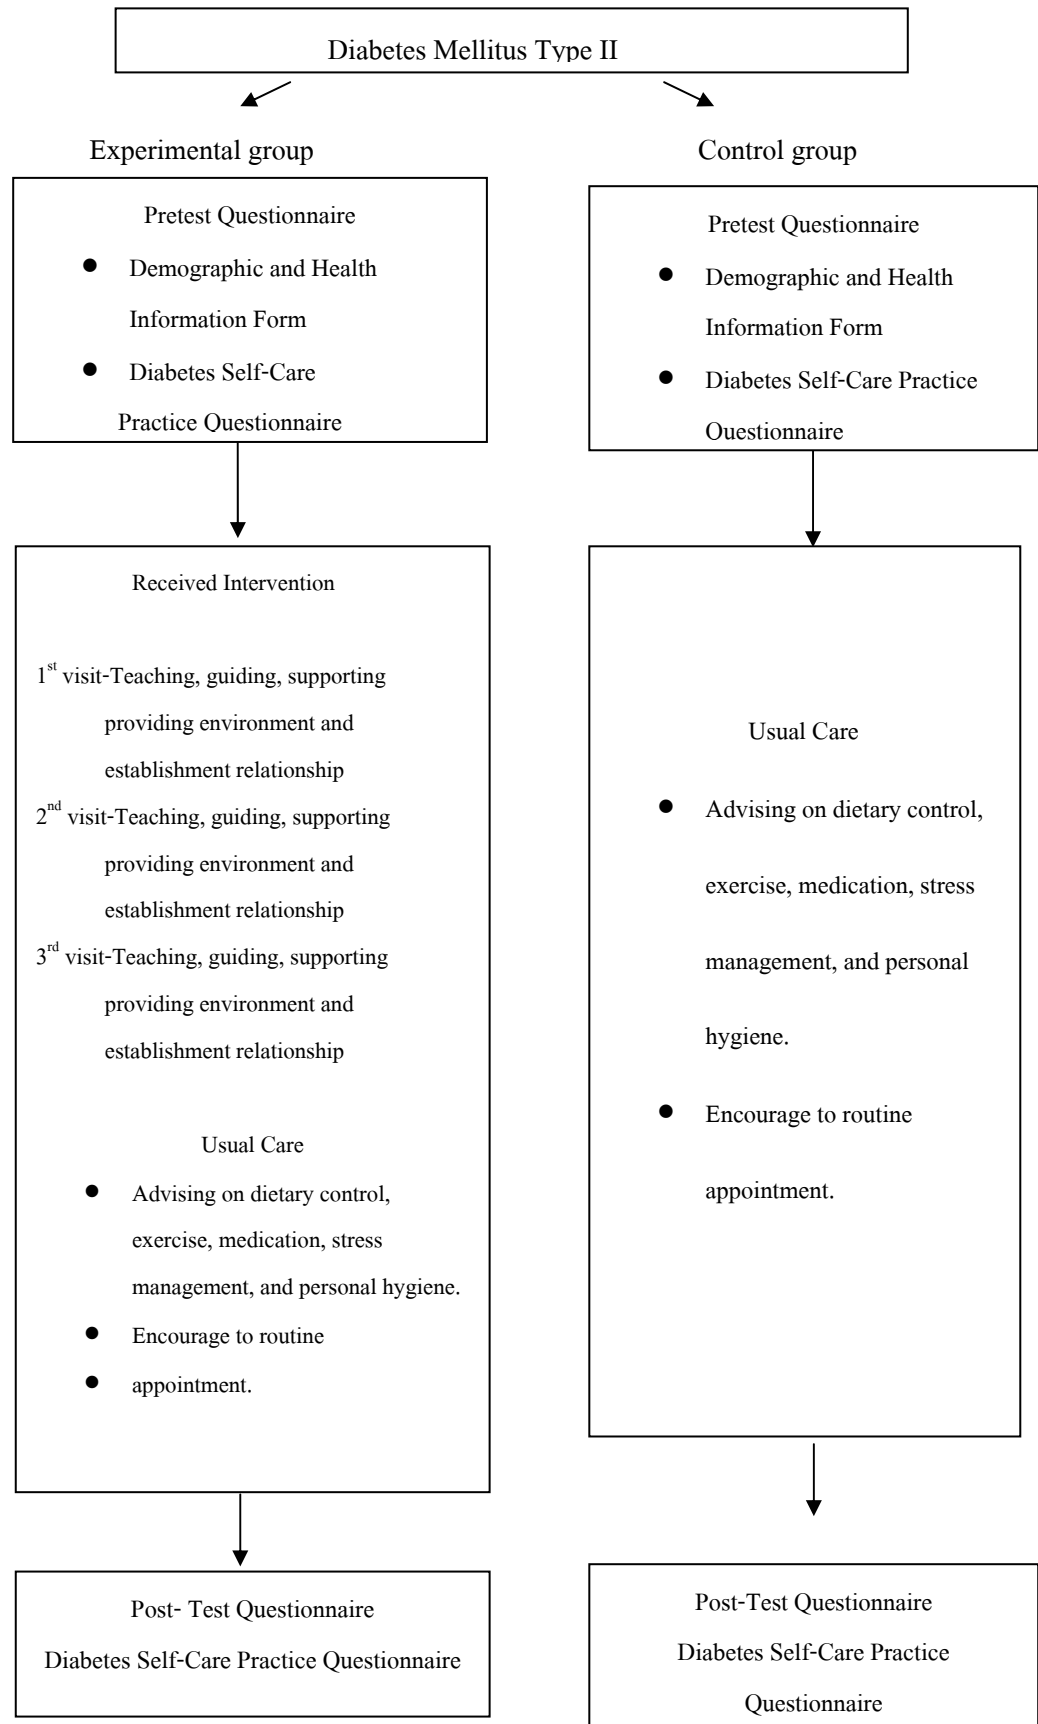 Diabetes Mellitus Type II
Experimental group
Control group
Pretest Questionnaire
● Demographic and Health
Information Form
● Diabetes Self-Care
Practice Questionnaire
Pretest Questionnaire
● Demographic and Health
Information Form
● Diabetes Self-Care Practice
Questionnaire
Received Intervention
1st visit-Teaching, guiding, supporting
providing environment and
establishment relationship
2nd visit-Teaching, guiding, supporting
providing environment and
establishment relationship
3rd visit-Teaching, guiding, supporting
providing environment and
establishment relationship
Usual Care
● Advising on dietary control,
exercise, medication, stress
management, and personal hygiene.
● Encourage to routine
● appointment.
Usual Care
● Advising on dietary control,
exercise, medication, stress
management, and personal
hygiene.
● Encourage to routine
appointment.
Post- Test Questionnaire
Diabetes Self-Care Practice Questionnaire
Post-Test Questionnaire
Diabetes Self-Care Practice
Questionnaire